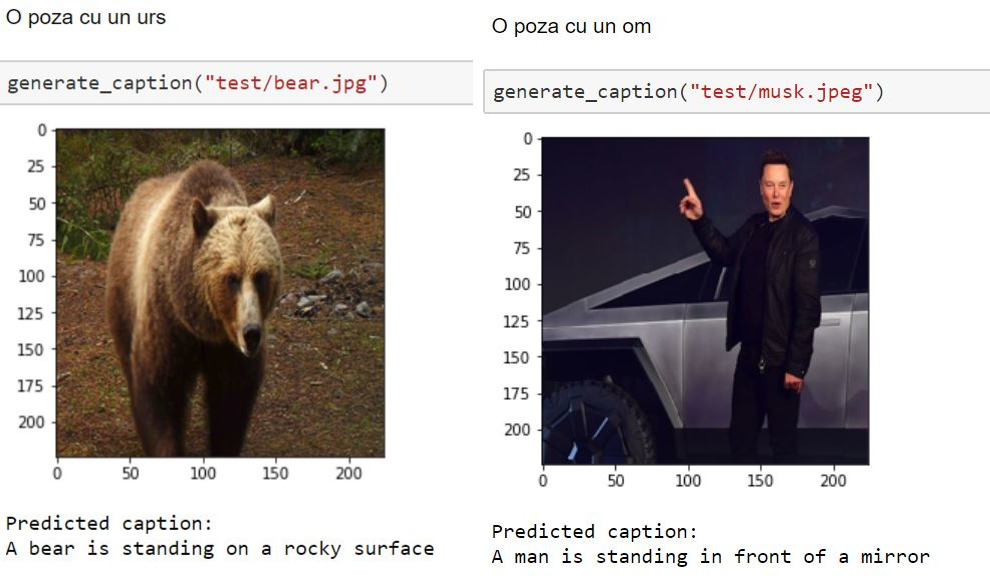 O poza cu un urs
generate_caption("test/bear.jpg")
0
25
50
75
100
125
150
175
200
0 50 100 150 200
Predicted caption:
A bear is standing on a rocky surface
O poza cu un om
generate_caption("test/musk.jpeg")
0
25
50
75
100
125
150
175
200
0 50 100 150 200
Predicted caption:
A man is standing in front of a mirror